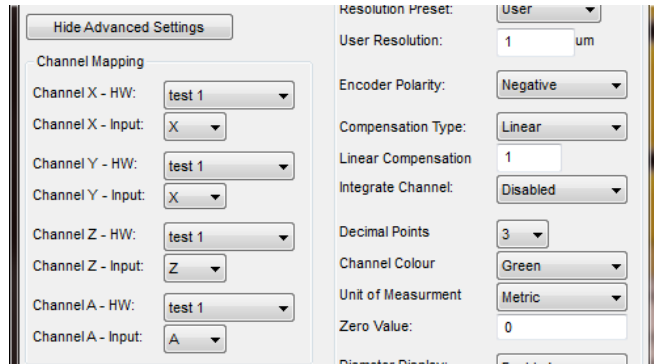 Hide Advanced Settings
Channel Mapping
Channel X - HW: test 1
Channel X - Input: X
Channel Y - HW: test 1
Channel Y - Input: X
Channel Z - HW: test 1
Channel Z - Input: Z
Channel A - HW: test 1
Channel A - Input: A
Resolution Preset: User
User Resolution: 1 um
Encoder Polarity: Negative
Compensation Type: Linear
Linear Compensation 1
Integrate Channel: Disabled
Decimal Points 3
Channel Colour Green
Unit of Measurment Metric
Zero Value: 0
Diameter Display: